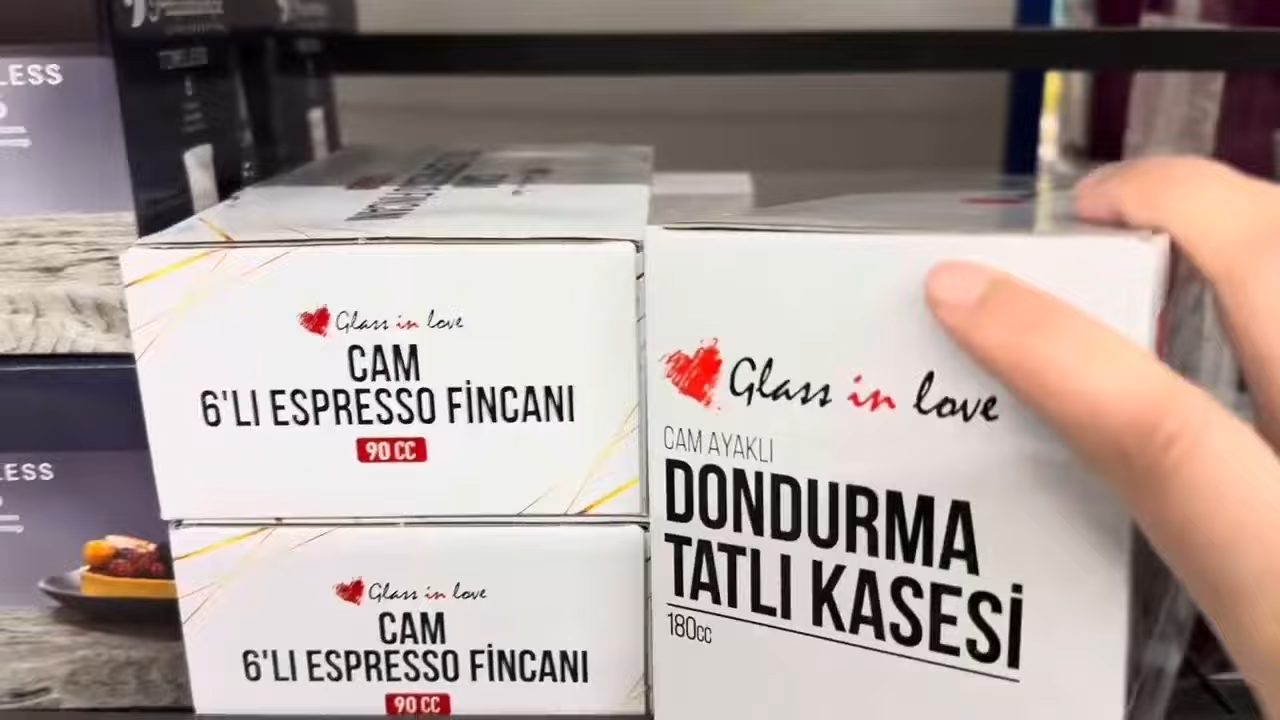 LESS
Glass in love
CAM
6'LI ESPRESSO FİNCANI
90 CC
Glass in love
CAM
6'LI ESPRESSO FİNCANI
90 CC
LESS
Glass in love
CAM AYAKLI
DONDURMA
TATLI KASESİ
180cc